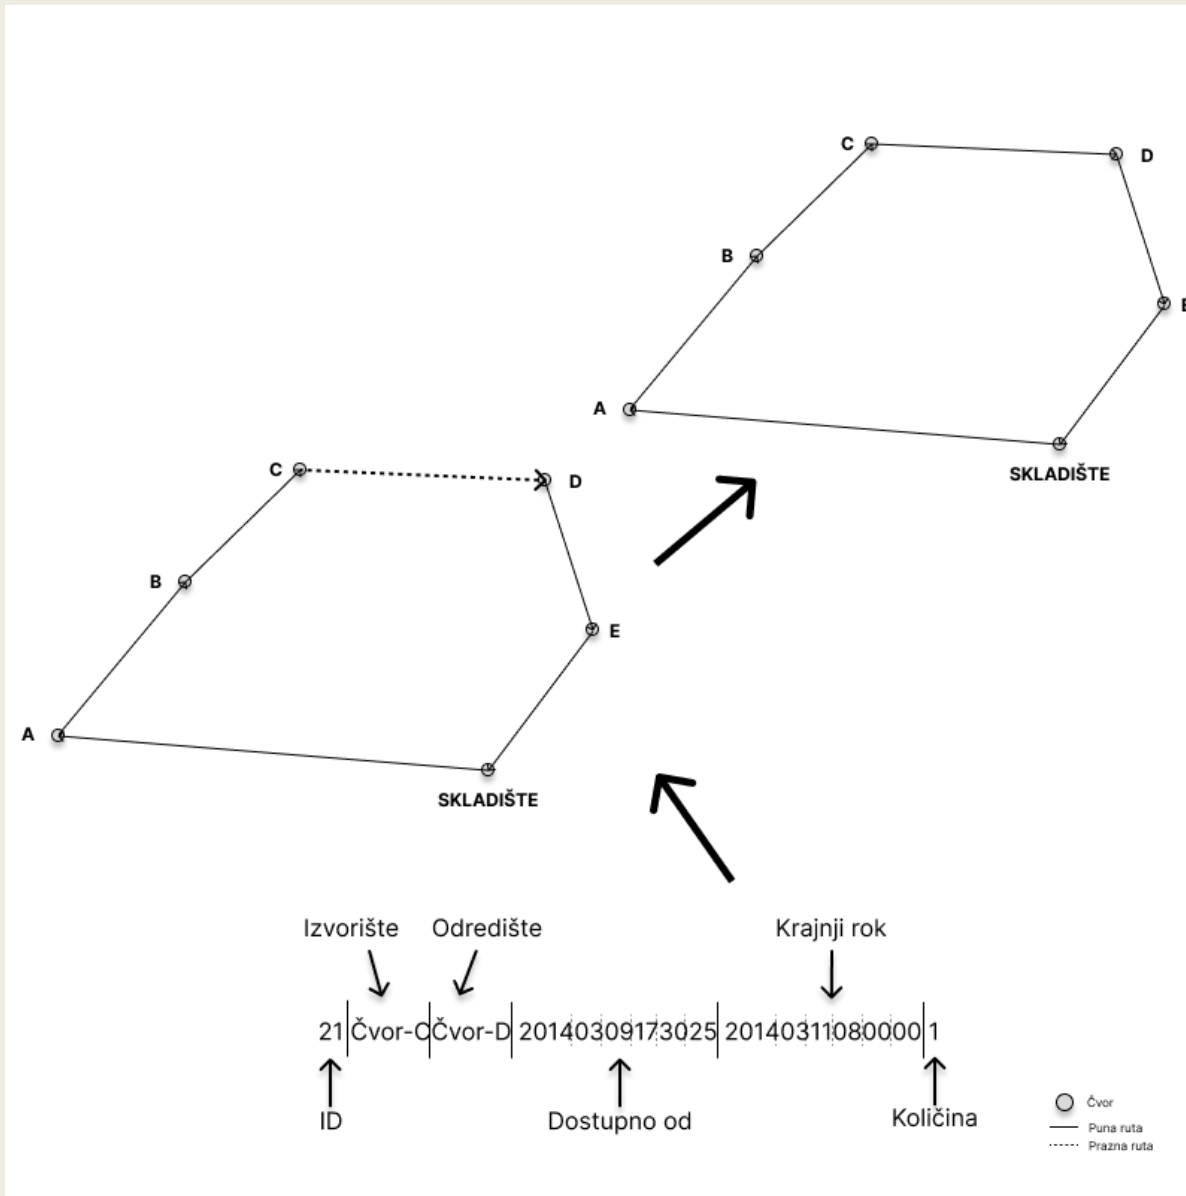 C
D
B
E
A
SKLADIŠTE
C
D
B
E
A
SKLADIŠTE
Izvorište Odredište Krajnji rok
21 Čvor-C Čvor-D 20140309173025 20140311080000 1
ID Dostupno od Količina
Čvor
Puna ruta
Prazna ruta